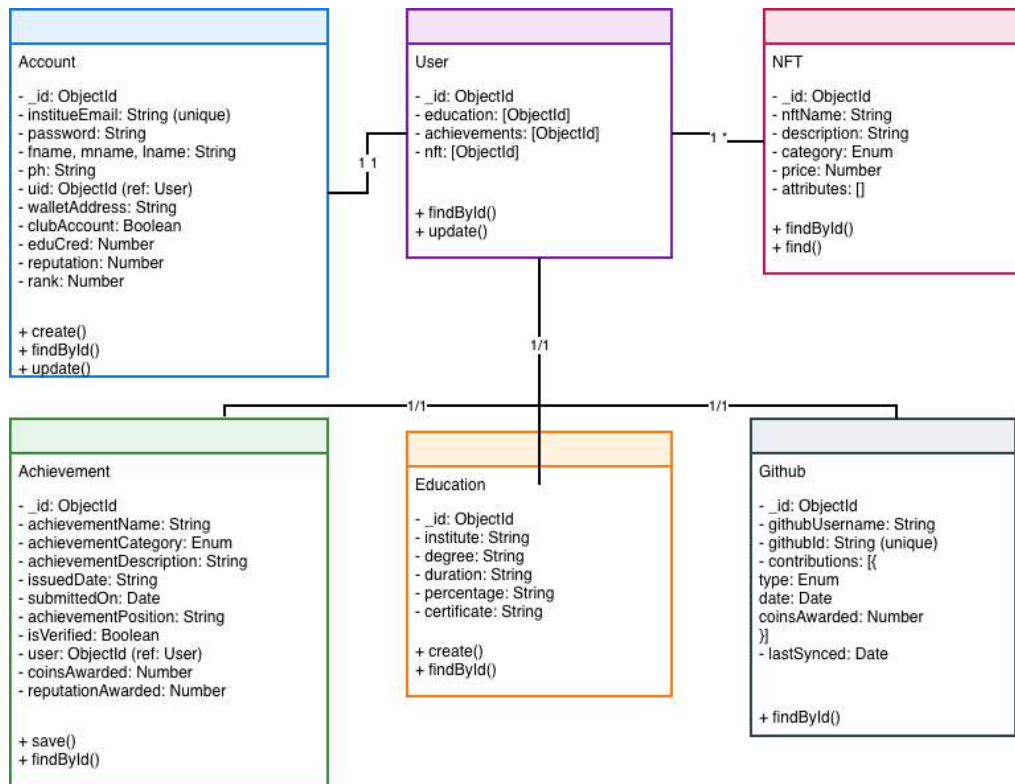 Account
- _id: ObjectId
- institueEmail: String (unique)
- password: String
- fname, mname, lname: String
- ph: String
- uid: ObjectId (ref: User)
- walletAddress: String
- clubAccount: Boolean
- eduCred: Number
- reputation: Number
- rank: Number
+ create()
+ findById()
+ update()
1 1
User
- _id: ObjectId
- education: [ObjectId]
- achievements: [ObjectId]
- nft: [ObjectId]
+ findById()
+ update()
1 *
NFT
- _id: ObjectId
- nftName: String
- description: String
- category: Enum
- price: Number
- attributes: []
+ findById()
+ find()
1/1
1/1
1/1
Achievement
- _id: ObjectId
- achievementName: String
- achievementCategory: Enum
- achievementDescription: String
- issuedDate: String
- submittedOn: Date
- achievementPosition: String
- isVerified: Boolean
- user: ObjectId (ref: User)
- coinsAwarded: Number
- reputationAwarded: Number
+ save()
+ findById()
Education
- _id: ObjectId
- institute: String
- degree: String
- duration: String
- percentage: String
- certificate: String
+ create()
+ findById()
Github
- _id: ObjectId
- githubUsername: String
- githubId: String (unique)
- contributions: [{
type: Enum
date: Date
coinsAwarded: Number
}]
- lastSynced: Date
+ findById()